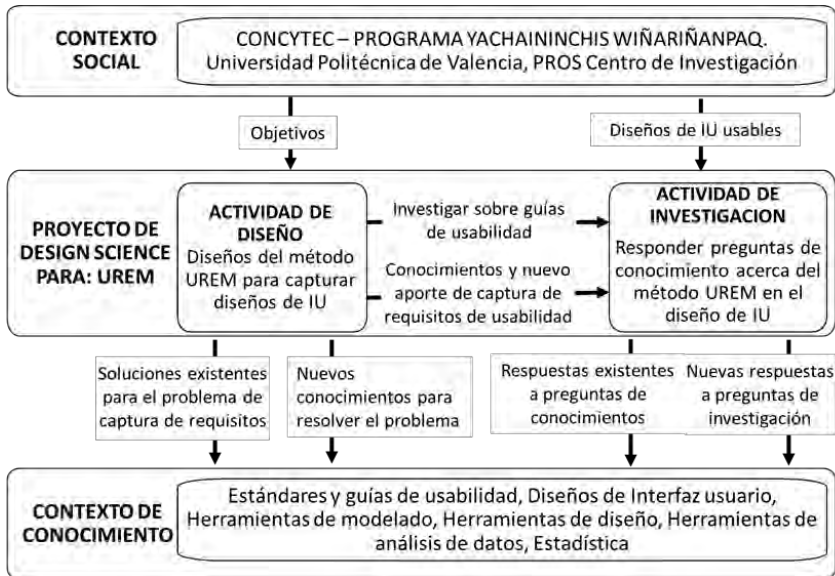 CONTEXTO
SOCIAL
CONCYTEC – PROGRAMA YACHAININCHIS WIÑARIÑANPAQ.
Universidad Politécnica de Valencia, PROS Centro de Investigación
Objetivos
Diseños de IU usables
PROYECTO DE
DESIGN SCIENCE
PARA: UREM
ACTIVIDAD DE
DISEÑO
Diseños del método
UREM para capturar
diseños de IU
Investigar sobre guías
de usabilidad
Conocimientos y nuevo
aporte de captura de
requisitos de usabilidad
ACTIVIDAD DE
INVESTIGACION
Responder preguntas de
conocimiento acerca del
método UREM en el
diseño de IU
Soluciones existentes
para el problema de
captura de requisitos
Nuevos
conocimientos para
resolver el problema
Respuestas existentes
a preguntas de
conocimientos
Nuevas respuestas
a preguntas de
investigación
CONTEXTO DE
CONOCIMIENTO
Estándares y guías de usabilidad, Diseños de Interfaz usuario,
Herramientas de modelado, Herramientas de diseño, Herramientas de
análisis de datos, Estadística